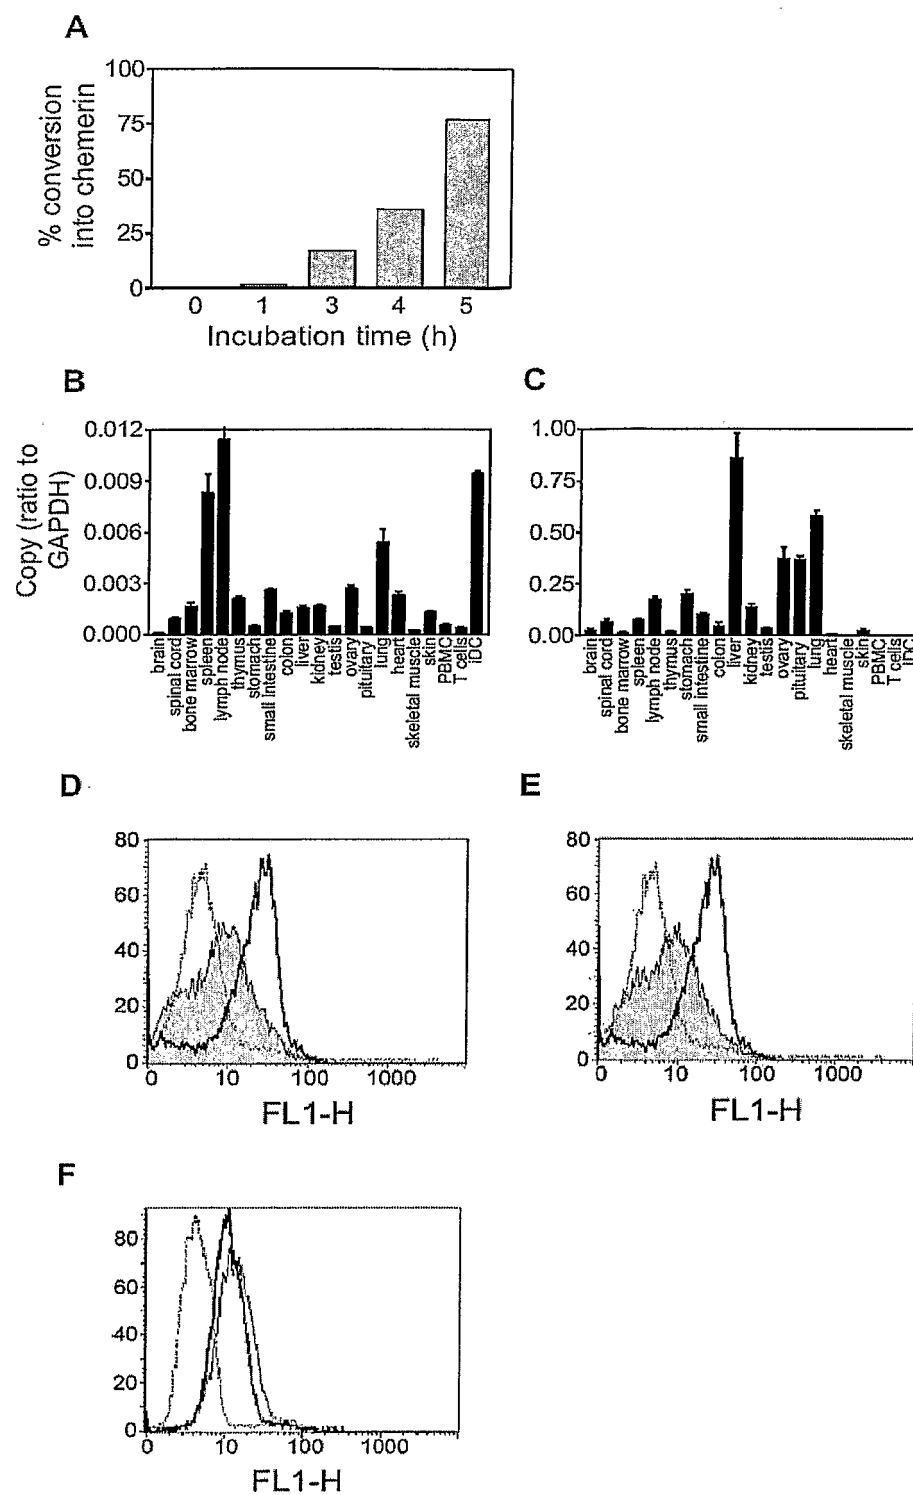 A
% conversion
into chemerin
100
75
50
25
0
0 1 3 4 5
Incubation time (h)
B
Copy (ratio to
GAPDH)
0.012
0.009
0.006
0.003
0.000
brain
spinal cord
bone marrow
spleen
lymph node
thymus
stomach
small intestine
colon
liver
kidney
testis
ovary
pituitary
lung
heart
skeletal muscle
skin
PBMC
T cells
iDC
C
1.00
0.75
0.50
0.25
0.00
brain
spinal cord
bone marrow
spleen
lymph node
thymus
stomach
small intestine
colon
liver
kidney
testis
ovary
pituitary
lung
heart
skeletal muscle
skin
PBMC
T cells
iDC
D
80
60
40
20
0
0 10 100 1000
FL1-H
E
80
60
40
20
0
0 10 100 1000
FL1-H
F
80
60
40
20
0
0 10 100 1000
FL1-H